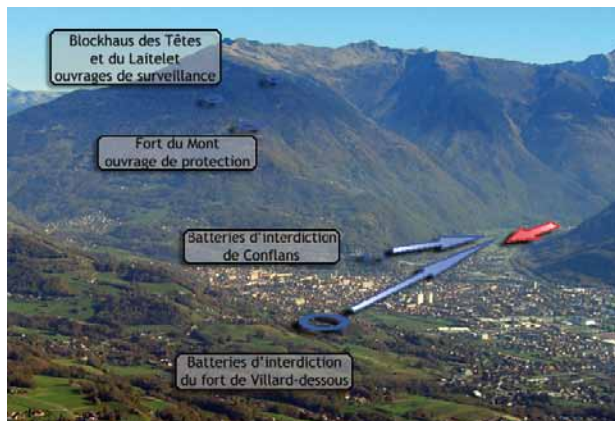 Blockhaus des Têtes
et du Laitelet
ouvrages de surveillance
Fort du Mont
ouvrage de protection
Batteries d'interdiction
de Conflans
Batteries d'interdiction
du fort de Villard-dessous